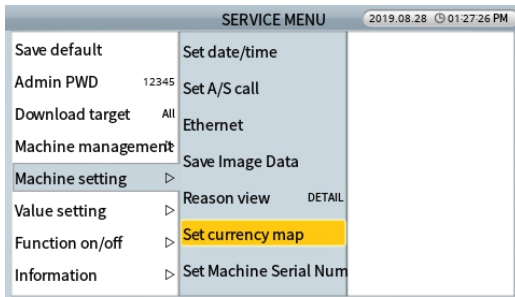 SERVICE MENU
2019.08.28 01:27:26 PM
Save default
Admin PWD 12345
Download target All
Machine management
Machine setting
Value setting
Function on/off
Information
Set date/time
Set A/S call
Ethernet
Save Image Data
Reason view DETAIL
Set currency map
Set Machine Serial Num